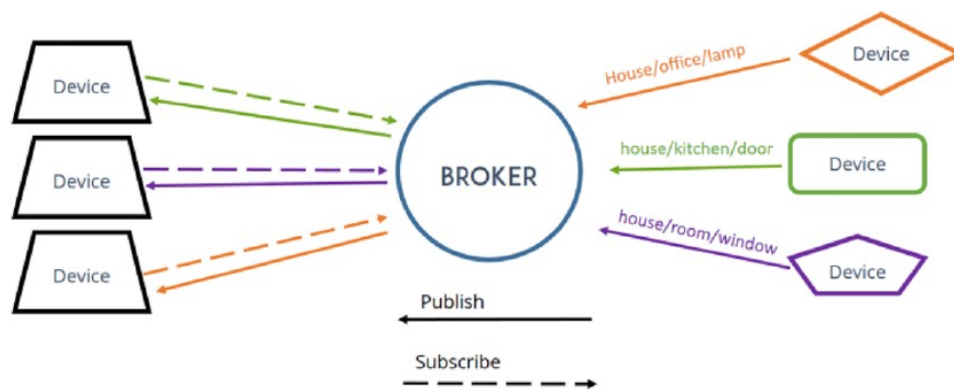 Device
Device
Device
BROKER
House/office/lamp
Device
house/kitchen/door
Device
house/room/window
Device
Publish
Subscribe